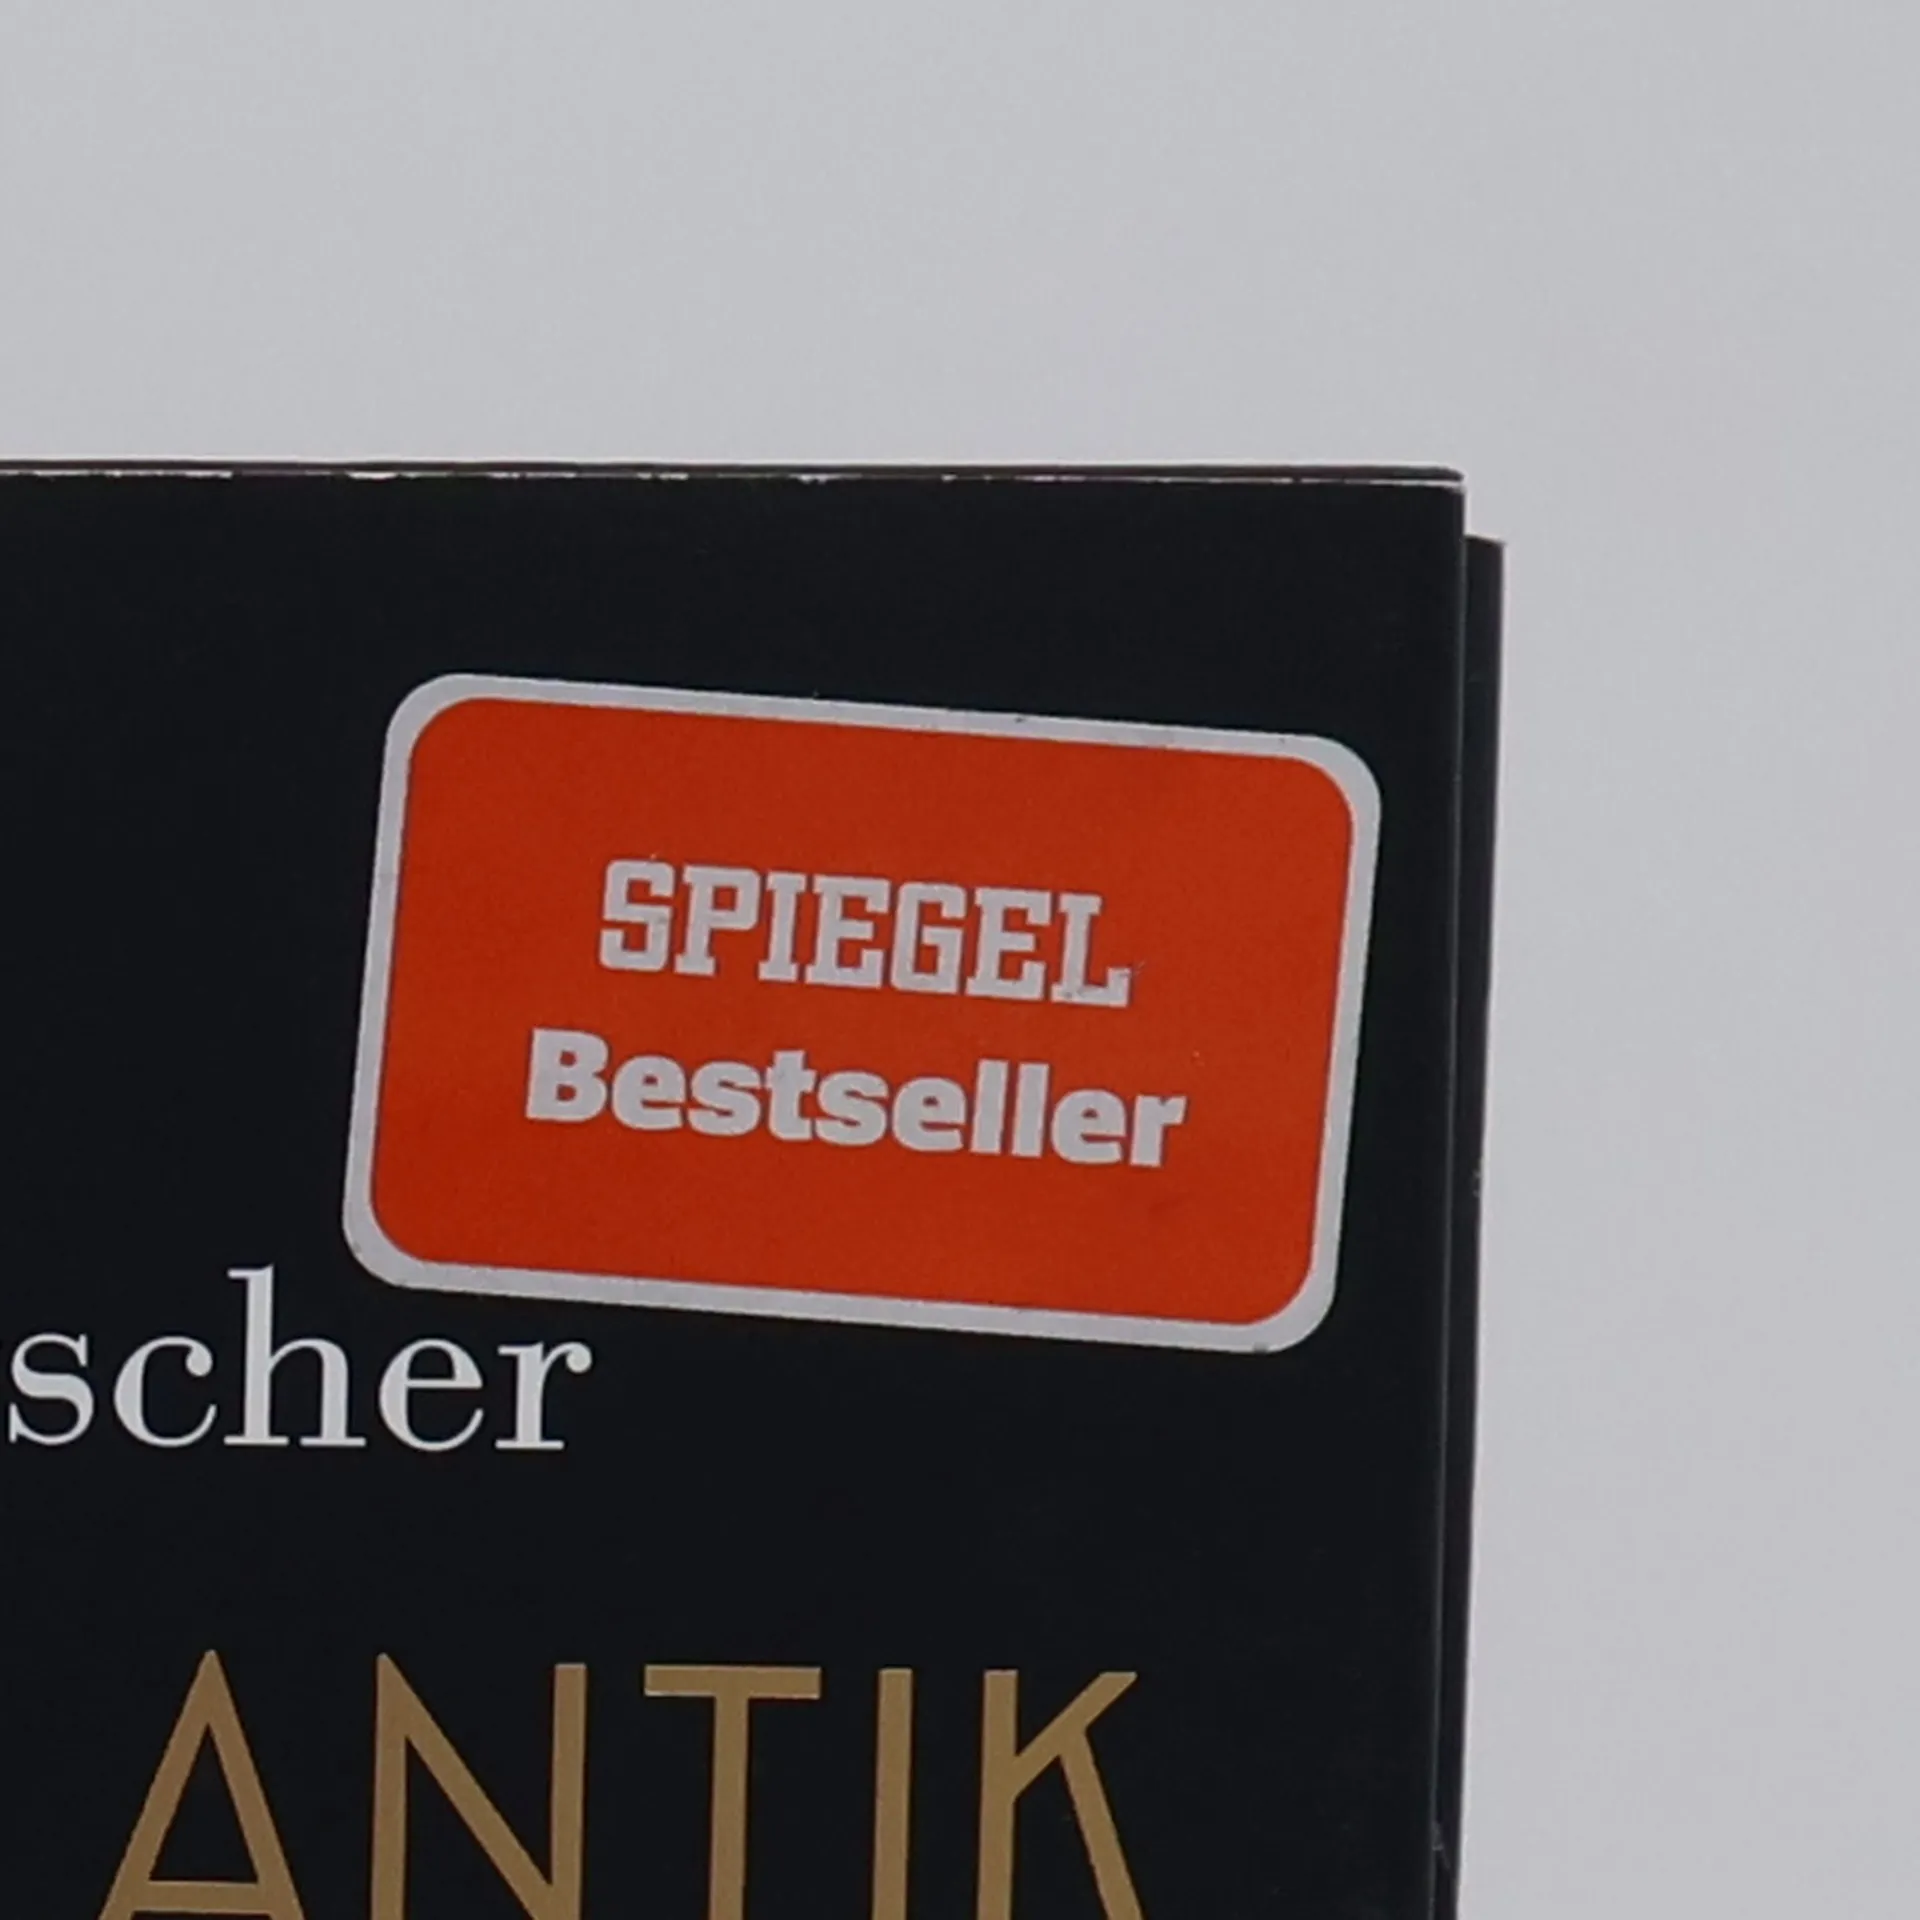 SPIEGEL
Bestseller
scher
ANTIK